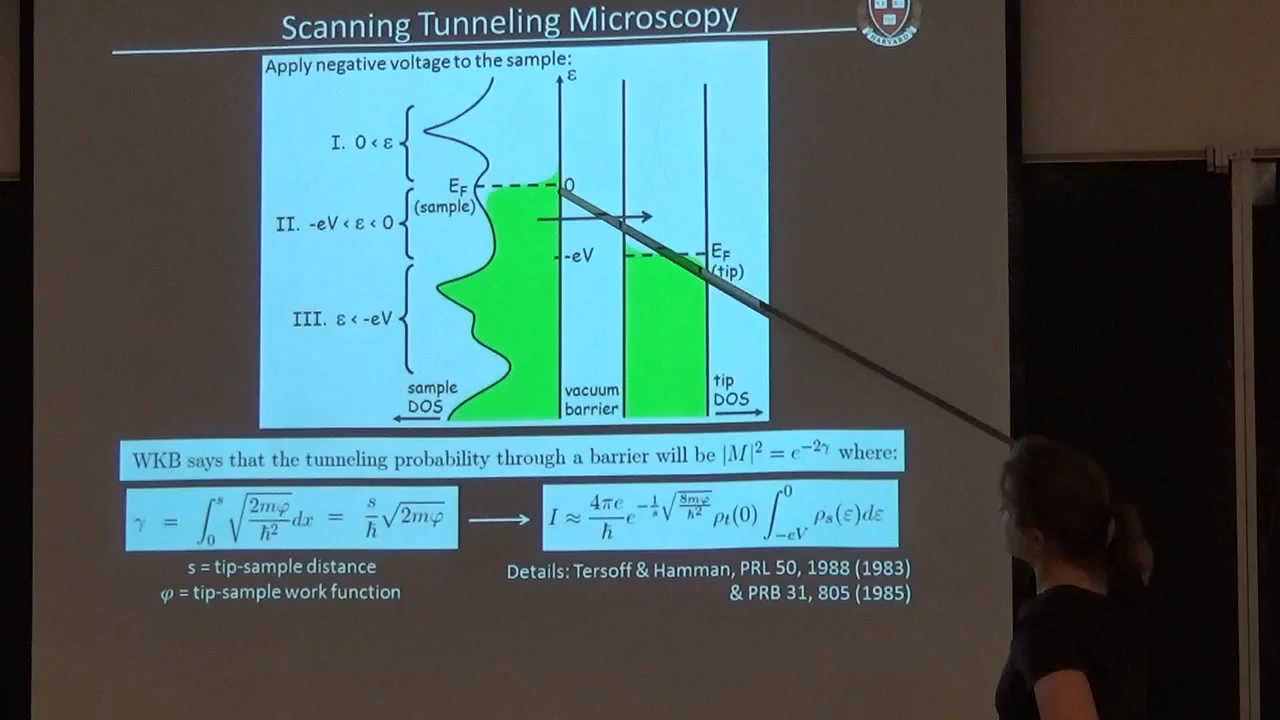 Scanning Tunneling Microscopy
HARVARD
Apply negative voltage to the sample:
ε
I. 0 < ε
E_F
(sample)
0
II. -eV < ε < 0
-eV
E_F
(tip)
III. ε < -eV
sample
DOS
vacuum
barrier
tip
DOS
WKB says that the tunneling probability through a barrier will be |M|² = e^{-2γ} where:
γ = ∫_0^s √(2mφ/ħ²) dx = s/ħ √(2mφ)
I ≈ 4πe/ħ e^{-1/s √(8mφ/ħ²)} ρ_t(0) ∫_{-eV}^0 ρ_s(ε)dε
s = tip-sample distance
φ = tip-sample work function
Details: Tersoff & Hamman, PRL 50, 1988 (1983)
& PRB 31, 805 (1985)